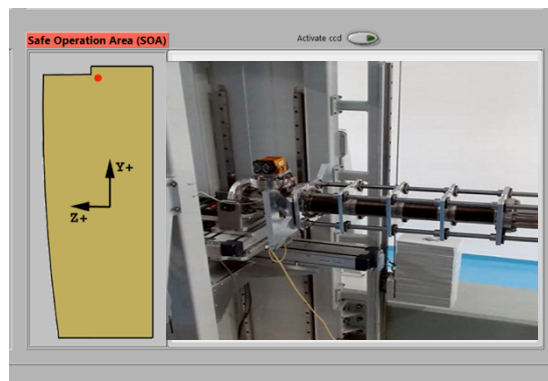 Safe Operation Area (SOA)
Activate ccd
Y+
Z+